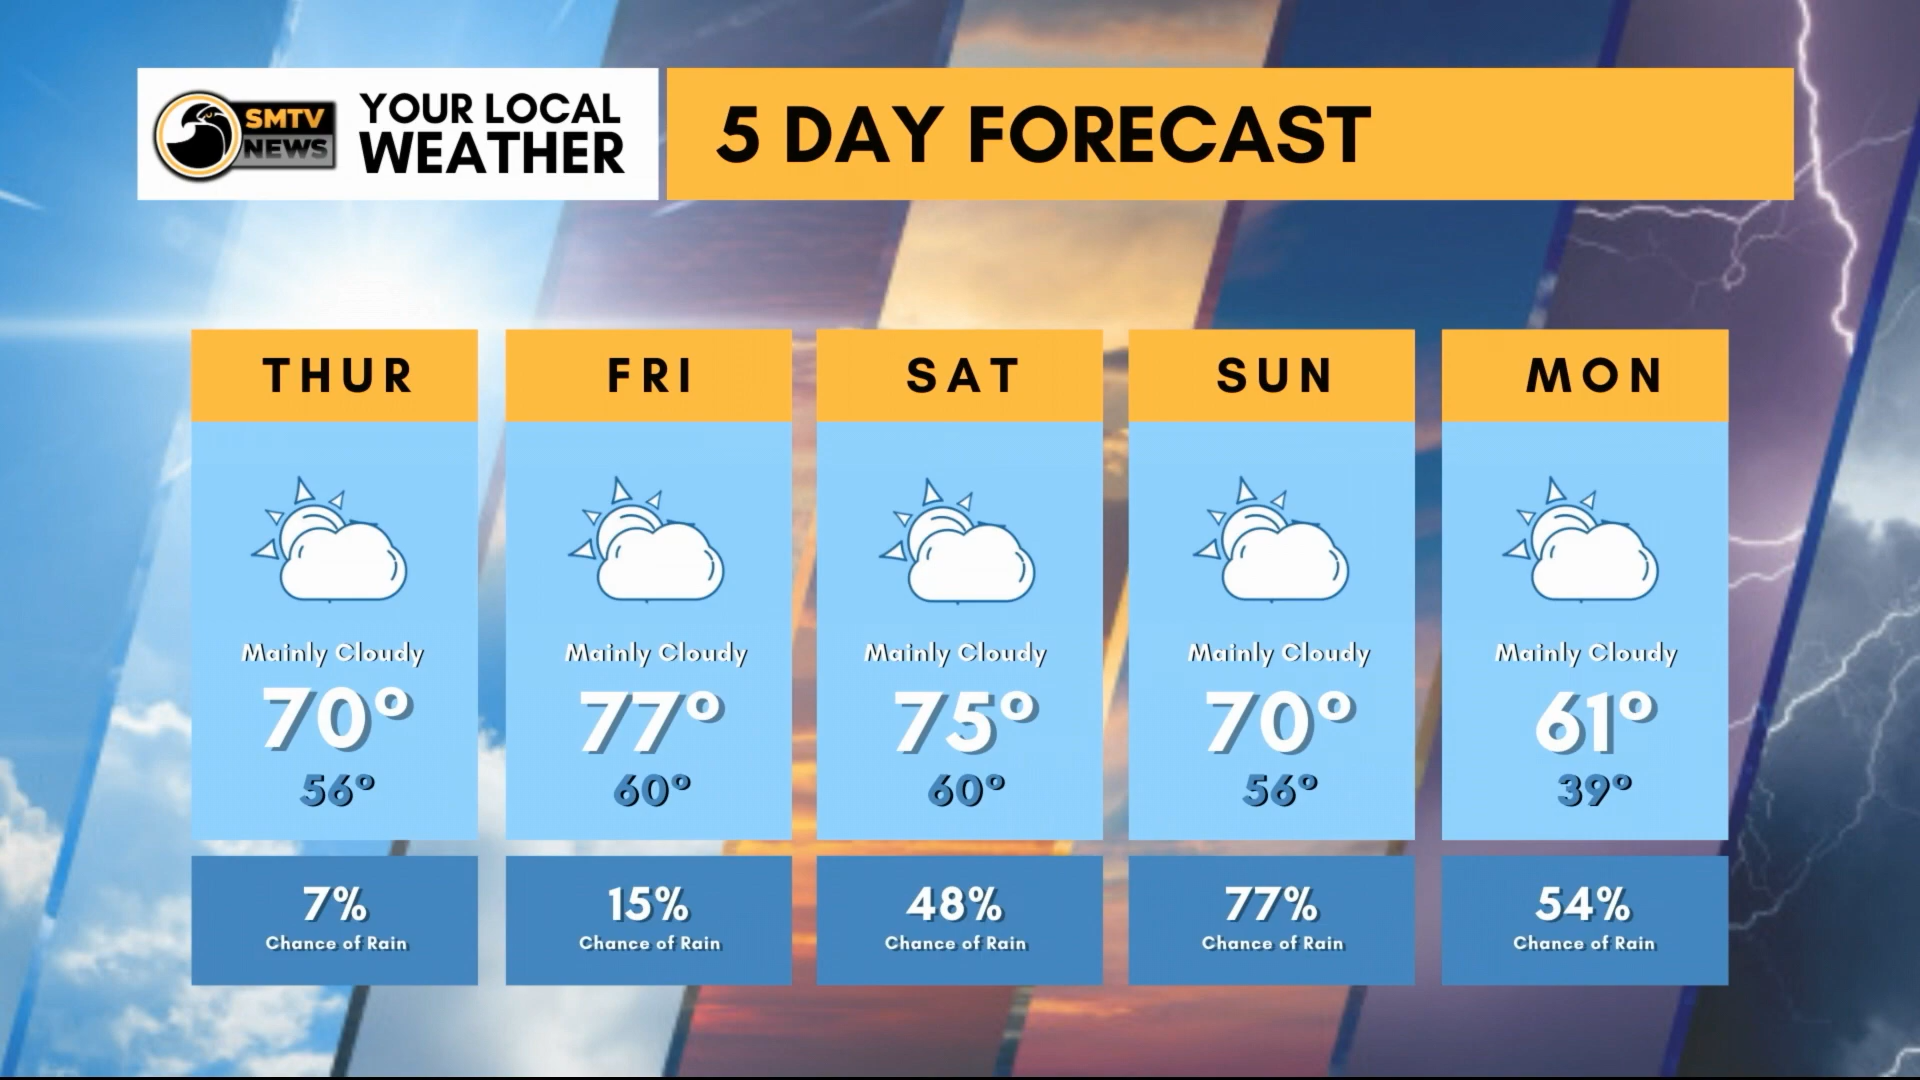 SMTV
NEWS
YOUR LOCAL
WEATHER
5 DAY FORECAST
THUR
Mainly Cloudy
70°
56°
7%
Chance of Rain
FRI
Mainly Cloudy
77°
60°
15%
Chance of Rain
SAT
Mainly Cloudy
75°
60°
48%
Chance of Rain
SUN
Mainly Cloudy
70°
56°
77%
Chance of Rain
MON
Mainly Cloudy
61°
39°
54%
Chance of Rain